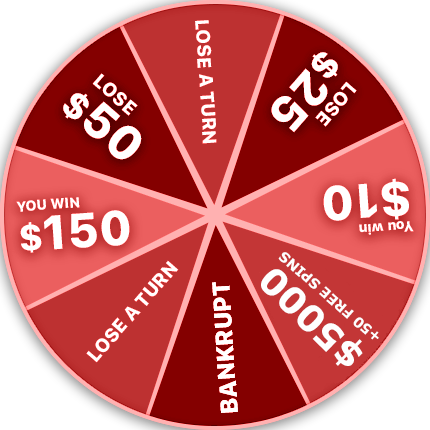 LOSE A TURN
LOSE
$25
You win
$10
+50 FREE SPINS
$5000
BANKRUPT
LOSE A TURN
YOU WIN
$150
LOSE
$50